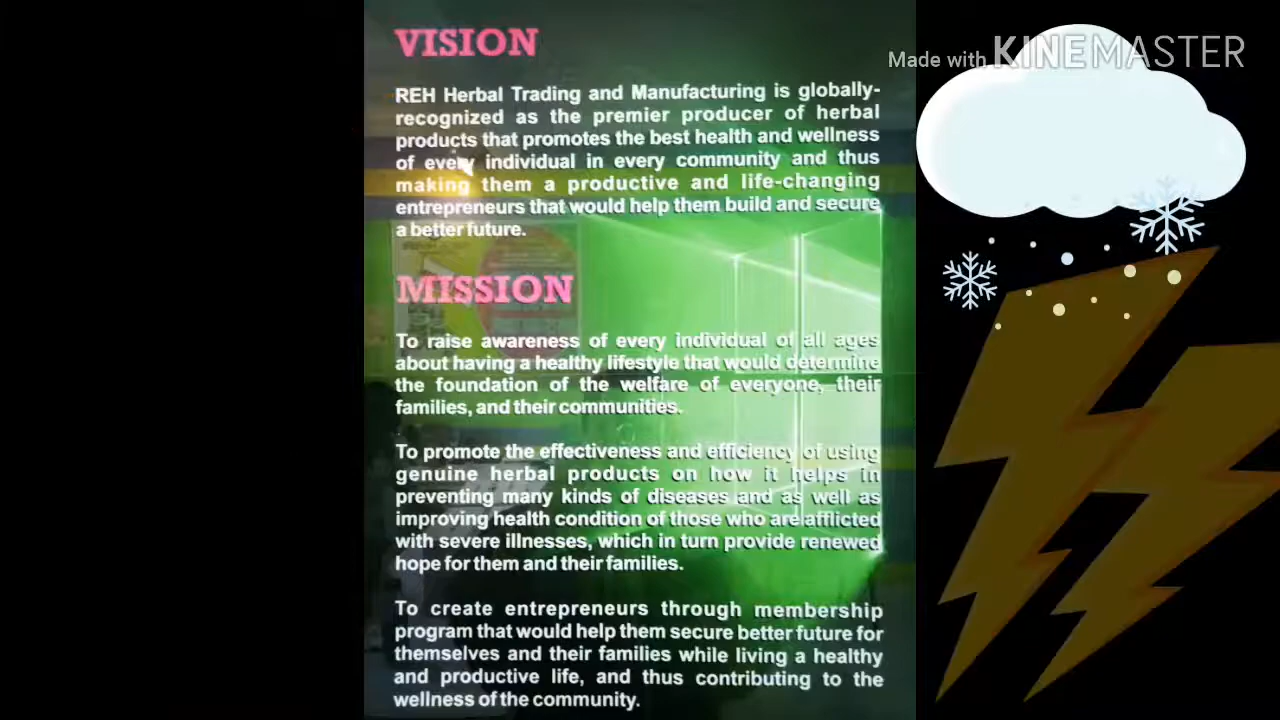 Made with KINEMASTER
VISION
REH Herbal Trading and Manufacturing is globally-
recognized as the premier producer of herbal
products that promotes the best health and wellness
of every individual in every community and thus
making them a productive and life-changing
entrepreneurs that would help them build and secure
a better future.
MISSION
To raise awareness of every individual of all ages
about having a healthy lifestyle that would determine
the foundation of the welfare of everyone, their
families, and their communities.
To promote the effectiveness and efficiency of using
genuine herbal products on how it helps in
preventing many kinds of diseases and as well as
improving health condition of those who are afflicted
with severe illnesses, which in turn provide renewed
hope for them and their families.
To create entrepreneurs through membership
program that would help them secure better future for
themselves and their families while living a healthy
and productive life, and thus contributing to the
wellness of the community.